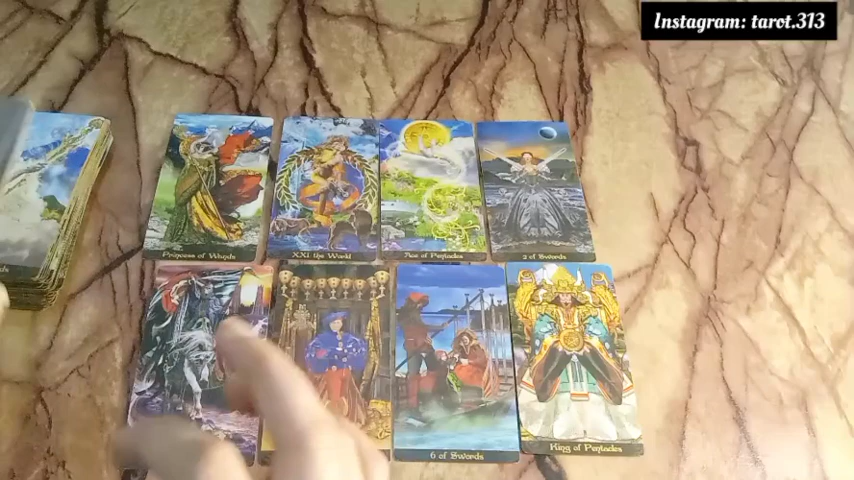 Instagram: tarot.313
Princess of Wands
XXI. the World
Ace of Pentacles
2 of Swords
6 of Swords
King of Pentacles